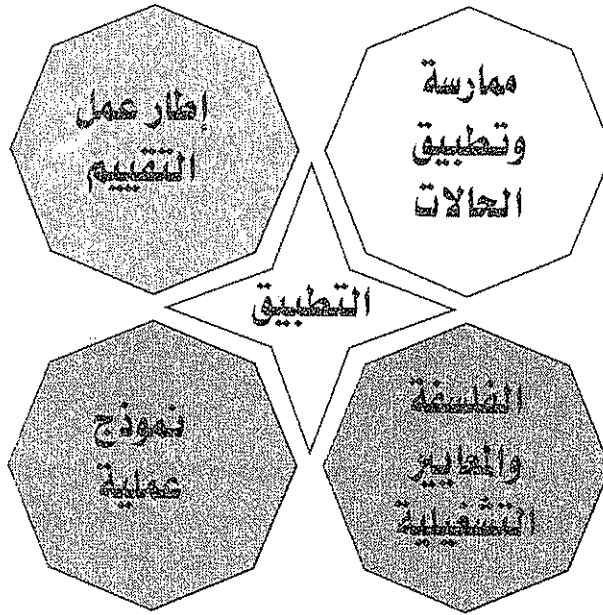 ممارسة
وتطبيق
الحالات
إطار عمل
التقييم
التطبيق
الفلسفة
والمعايير
التشغيلية
نموذج
عملية